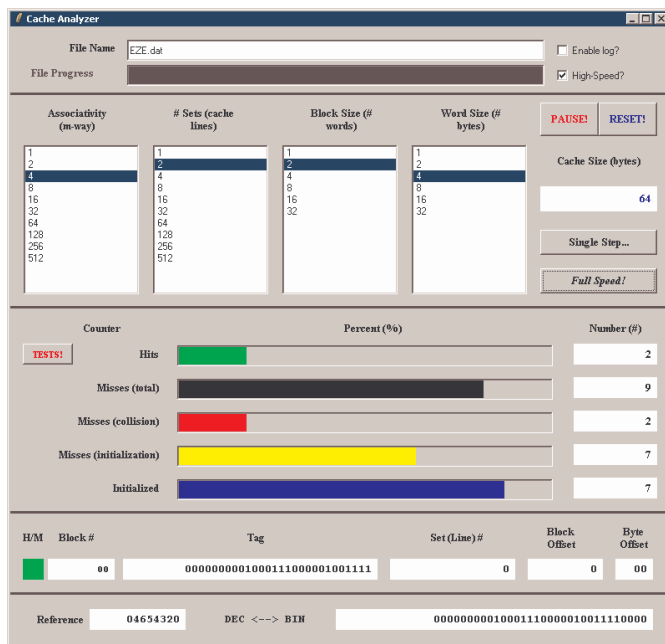 Cache Analyzer
File Name EZE.dat Enable log?
File Progress High-Speed?
Associativity (m-way) # Sets (cache lines) Block Size (# words) Word Size (# bytes) PAUSE! RESET!
1 1 1 1
2 2 2 2 Cache Size (bytes)
4 4 4 4
8 8 8 8
16 16 16 16 64
32 32 32 32
64 64
128 128
256 256 Single Step...
512 512
Full Speed!
Counter Percent (%) Number (#)
TESTS! Hits 2
Misses (total) 9
Misses (collision) 2
Misses (initialization) 7
Initialized 7
H/M Block # Tag Set (Line) # Block Offset Byte Offset
00 0000000001000111000001001111 0 0 00
Reference 04654320 DEC <--> BIN 00000000010001110000010011110000